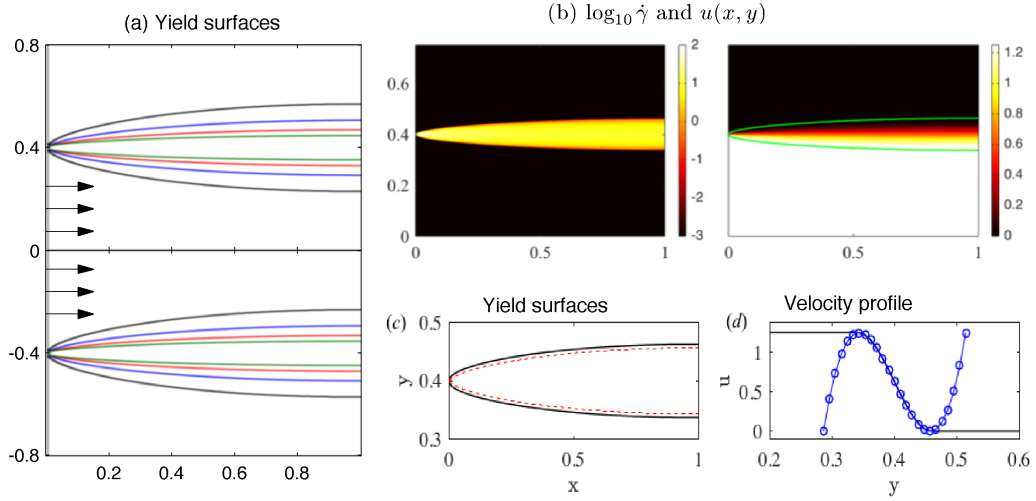 (a) Yield surfaces
0.8
0.4
0
-0.4
-0.8
0.2 0.4 0.6 0.8
(b) log₁₀ γ̇ and u(x, y)
0.6
0.4
0.2
0
0 0.5 1
2
1
0
-1
-2
-3
0 0.5 1
1.2
1
0.8
0.6
0.4
0.2
0
(c) Yield surfaces
0.5
0.4
0.3
y
0 0.5 1
x
(d) Velocity profile
1
0.5
0
u
0.2 0.3 0.4 0.5 0.6
y